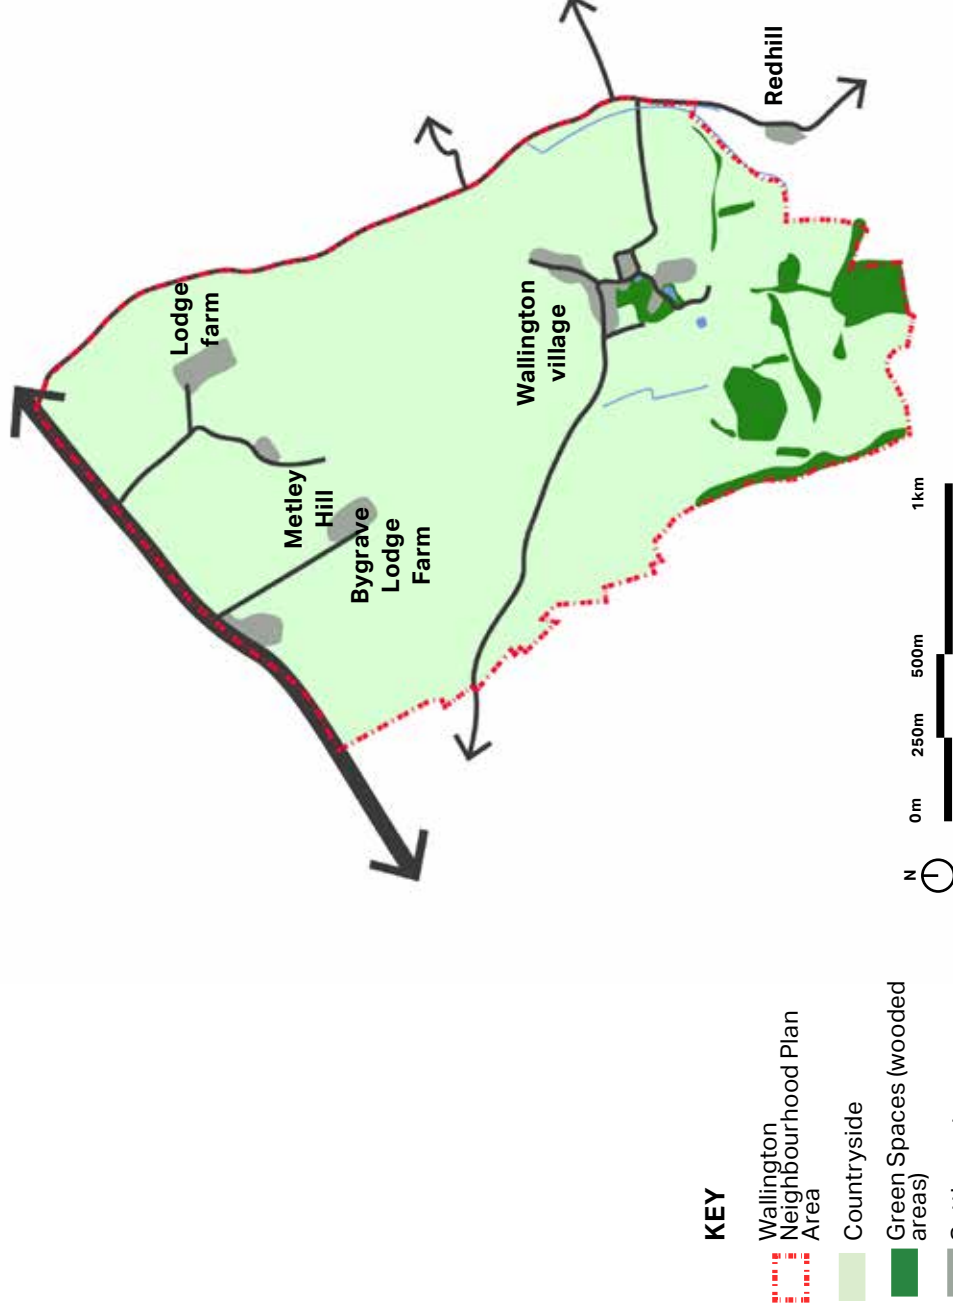 Lodge
farm
Metley
Hill
Bygrave
Lodge
Farm
Wallington
village
Redhill
N
0m
250m
500m
1km
KEY
Wallington
Neighbourhood Plan
Area
Countryside
Green Spaces (wooded
areas)